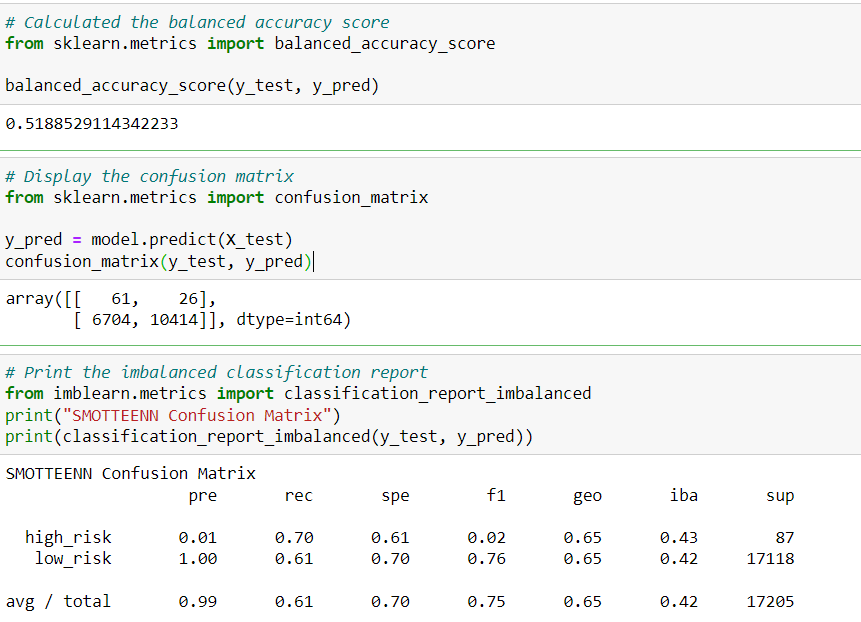 # Calculated the balanced accuracy score
from sklearn.metrics import balanced_accuracy_score
balanced_accuracy_score(y_test, y_pred)
0.5188529114342233
# Display the confusion matrix
from sklearn.metrics import confusion_matrix
y_pred = model.predict(X_test)
confusion_matrix(y_test, y_pred)
array([[   61,    26],
       [ 6704, 10414]], dtype=int64)
# Print the imbalanced classification report
from imblearn.metrics import classification_report_imbalanced
print("SMOTTEENN Confusion Matrix")
print(classification_report_imbalanced(y_test, y_pred))
SMOTTEENN Confusion Matrix
                   pre       rec       spe        f1       geo       iba       sup
  high_risk       0.01      0.70      0.61      0.02      0.65      0.43        87
   low_risk       1.00      0.61      0.70      0.76      0.65      0.42     17118
avg / total       0.99      0.61      0.70      0.75      0.65      0.42     17205